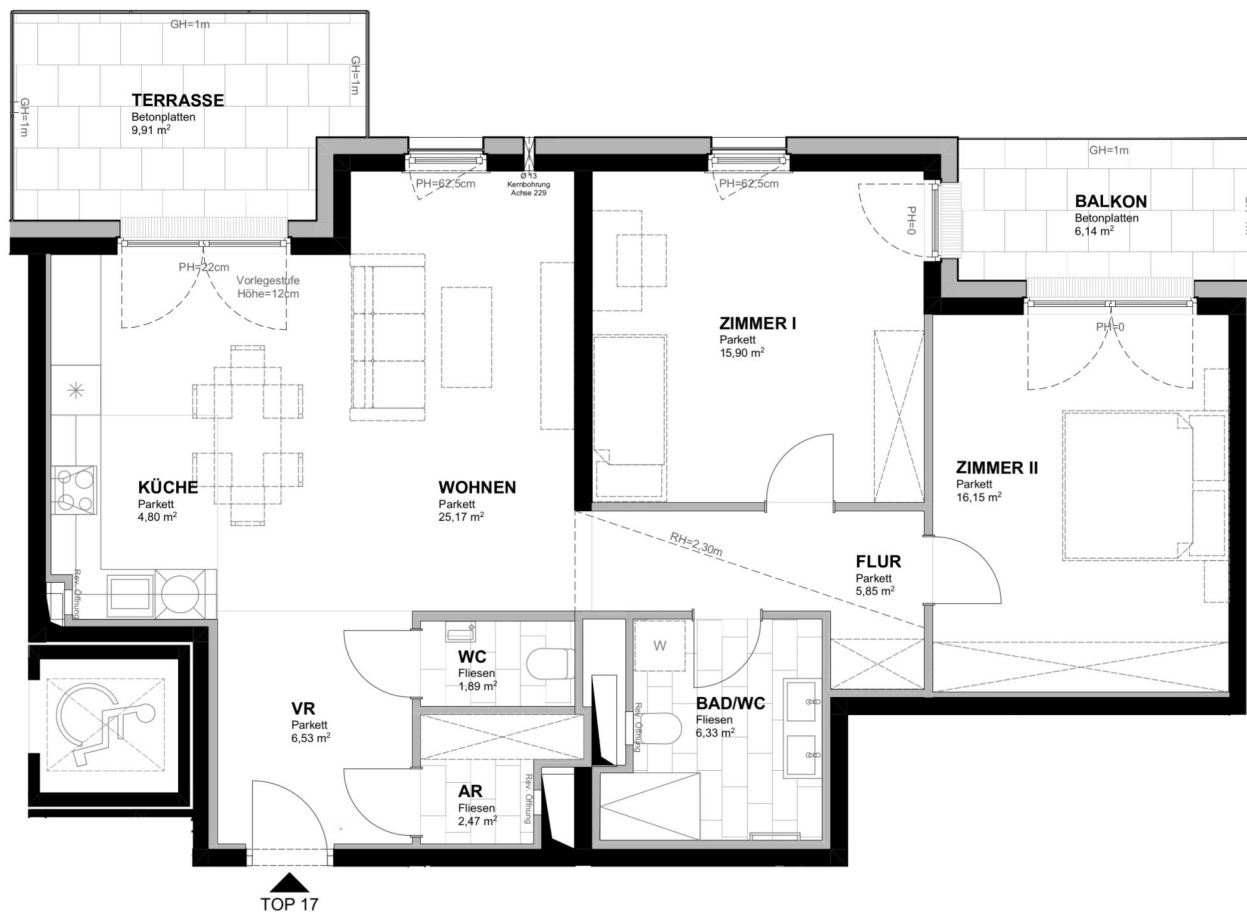 GH=1m
GH=1m
GH=1m
TERRASSE
Betonplatten
9,91 m²
PH=62,5cm
Ø 13
Kernbohrung
Achse 229
PH=62,5cm
GH=1m
BALKON
Betonplatten
6,14 m²
PH=0
PH=22cm
Vorlegestufe
Höhe=12cm
ZIMMER I
Parkett
15,90 m²
PH=0
KÜCHE
Parkett
4,80 m²
WOHNEN
Parkett
25,17 m²
ZIMMER II
Parkett
16,15 m²
RH=2,30m
FLUR
Parkett
5,85 m²
Rev. Öffnung
WC
Fliesen
1,89 m²
W
BAD/WC
Fliesen
6,33 m²
Rev. Öffnung
VR
Parkett
6,53 m²
AR
Fliesen
2,47 m²
Rev. Öffnung
TOP 17